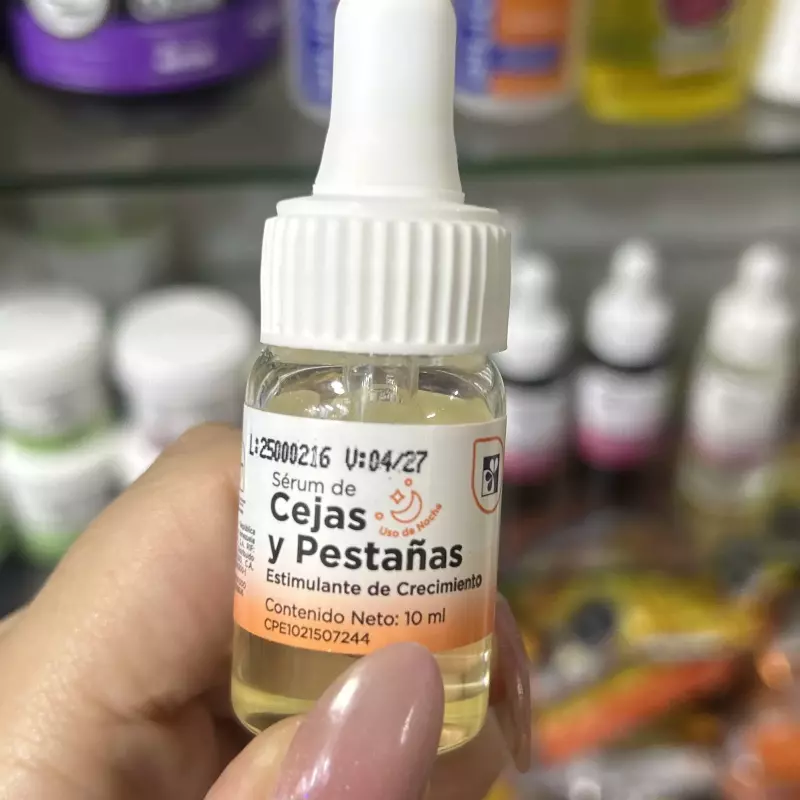 L:25000216 V:04/27
Sérum de
Cejas
y Pestañas
Uso de Noche
Estimulante de Crecimiento
Contenido Neto: 10 ml
CPE1021507244